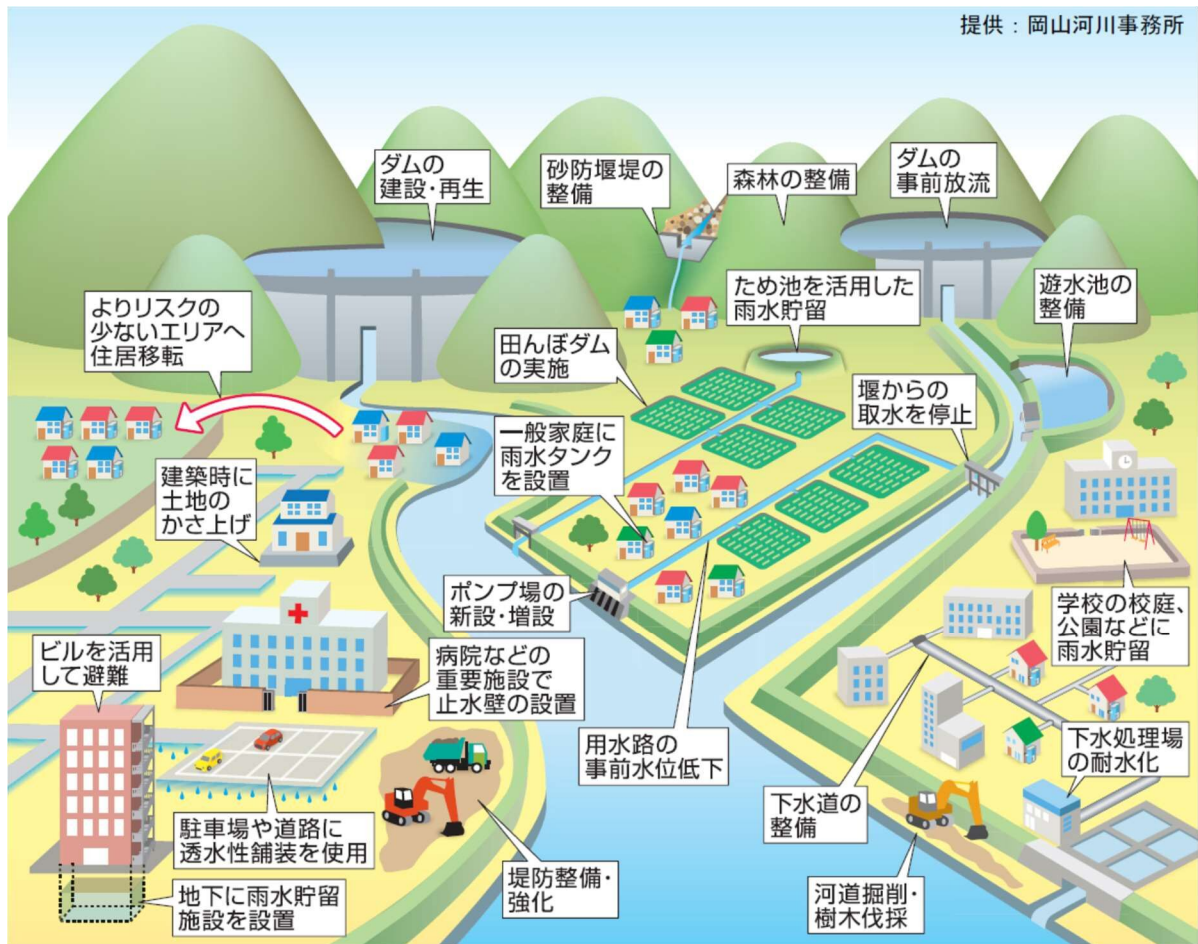 提供：岡山河川事務所
ダムの
建設・再生
砂防堰堤の
整備
森林の整備
ダムの
事前放流
よりリスクの
少ないエリアへ
住居移転
田んぼダム
の実施
ため池を活用した
雨水貯留
遊水池の
整備
堰からの
取水を停止
一般家庭に
雨水タンク
を設置
建築時に
土地の
かさ上げ
ポンプ場の
新設・増設
学校の校庭、
公園などに
雨水貯留
ビルを活用
して避難
病院などの
重要施設で
止水壁の設置
用水路の
事前水位低下
下水処理場
の耐水化
下水道の
整備
駐車場や道路に
透水性舗装を使用
堤防整備・
強化
河道掘削・
樹木伐採
地下に雨水貯留
施設を設置